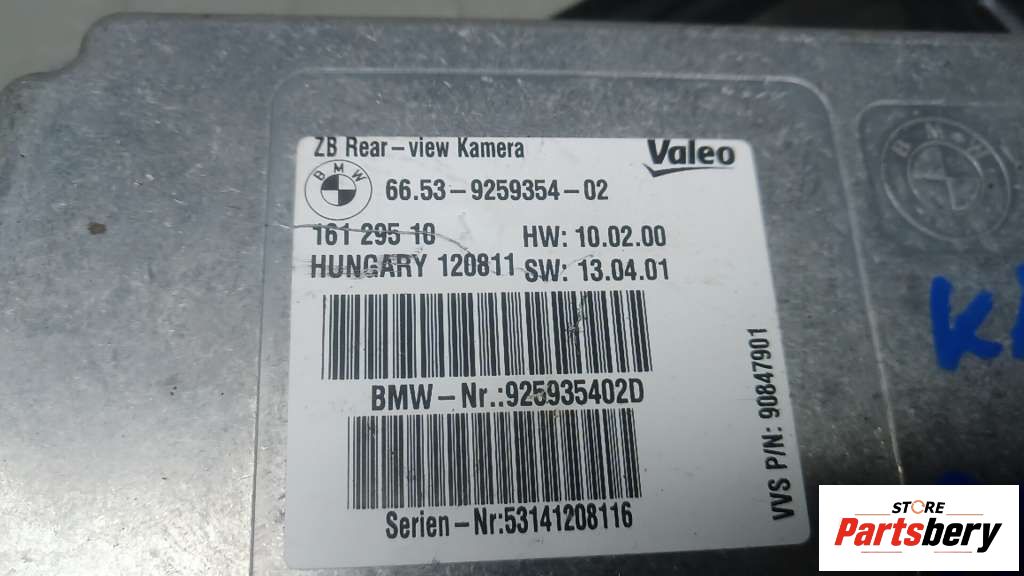 ZB Rear-view Kamera
Valeo
BMW
66.53-9259354-02
161 295 10
HW: 10.02.00
HUNGARY 120811
SW: 13.04.01
BMW-Nr.:925935402D
Serien-Nr:53141208116
VVS P/N: 90847901
STORE
Partsbery